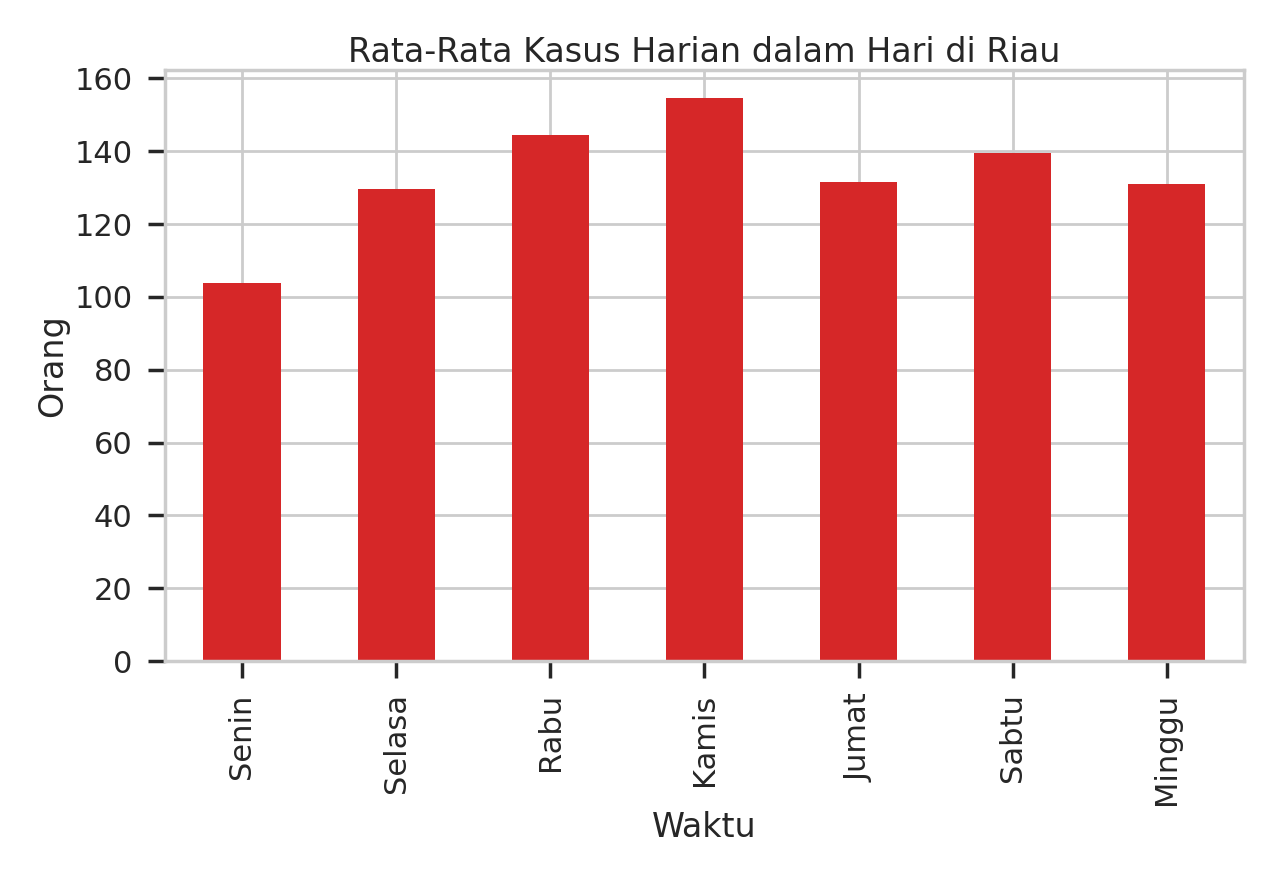 Rata-Rata Kasus Harian dalam Hari di Riau
160
140
120
100
80
60
40
20
0
Orang
Senin
Selasa
Rabu
Kamis
Jumat
Sabtu
Minggu
Waktu